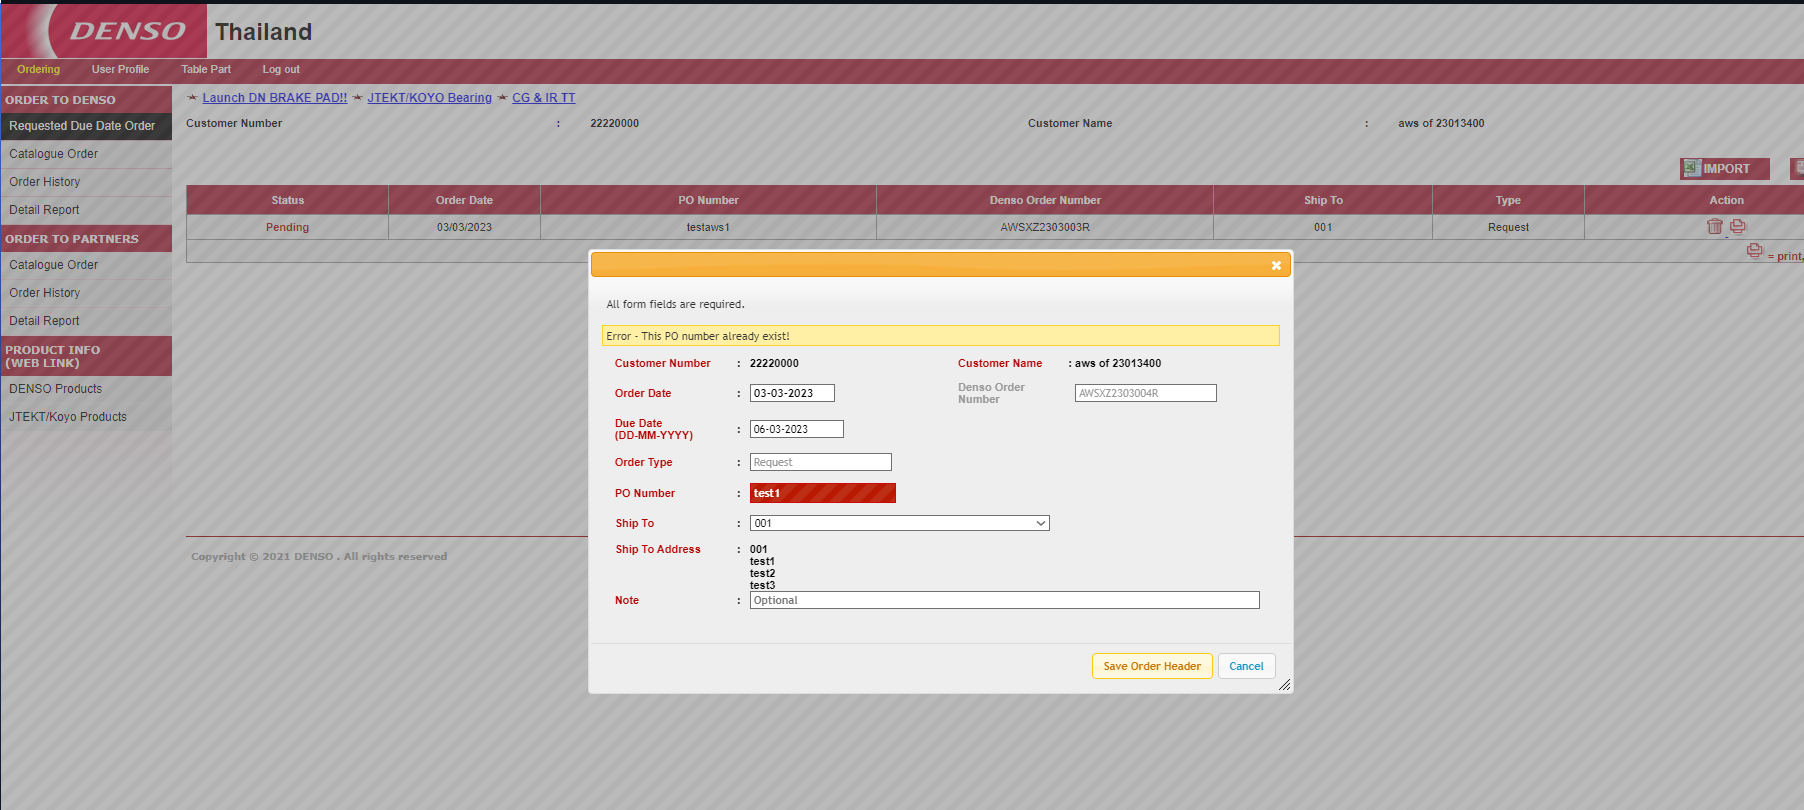 DENSO Thailand
Ordering User Profile Table Part Log out
ORDER TO DENSO
Requested Due Date Order
Catalogue Order
Order History
Detail Report
ORDER TO PARTNERS
Catalogue Order
Order History
Detail Report
PRODUCT INFO
(WEB LINK)
DENSO Products
JTEKT/Koyo Products
Launch DN BRAKE PAD!! JTEKT/KOYO Bearing CG & IR TT
Customer Number : 22220000 Customer Name : aws of 23013400
IMPORT
Status Order Date PO Number Denso Order Number Ship To Type Action
Pending 03/03/2023 testaws1 AWSXZ2303003R 001 Request
= print,
All form fields are required.
Error - This PO number already exist!
Customer Number : 22220000 Customer Name : aws of 23013400
Order Date : 03-03-2023 Denso Order
Number AWSXZ2303004R
Due Date
(DD-MM-YYYY) : 06-03-2023
Order Type : Request
PO Number : test1
Ship To : 001
Ship To Address : 001
test1
test2
test3
Note : Optional
Save Order Header Cancel
Copyright © 2021 DENSO . All rights reserved